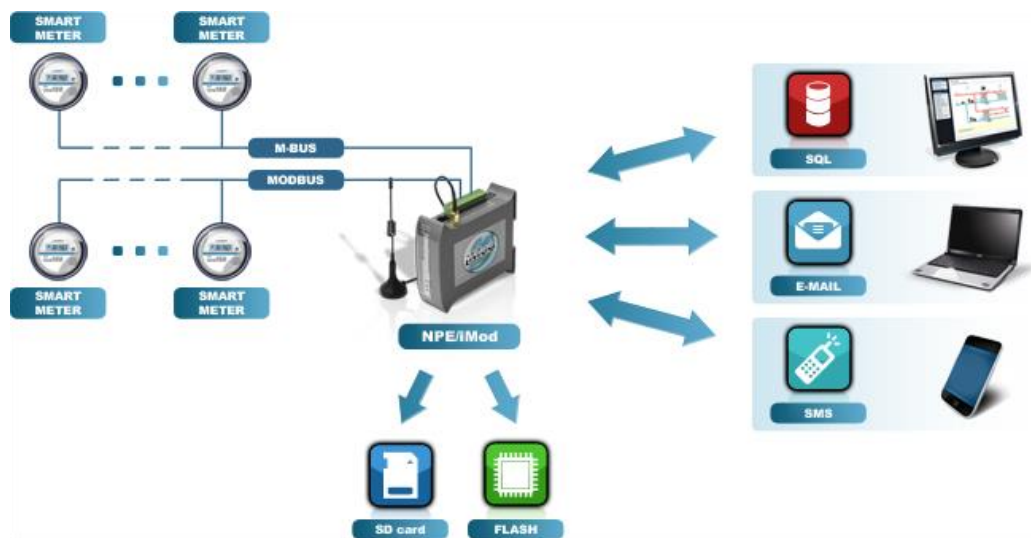 SMART
METER
SMART
METER
M-BUS
MODBUS
SMART
METER
SMART
METER
NPE/iMod
SD card
FLASH
SQL
E-MAIL
SMS